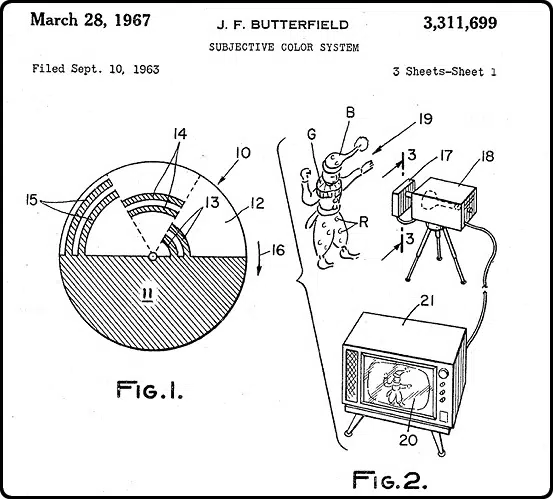 March 28, 1967
J. F. BUTTERFIELD
3,311,699
SUBJECTIVE COLOR SYSTEM
Filed Sept. 10, 1963
3 Sheets-Sheet 1
14
10
15
13
12
16
11
FIG.1.
B
19
G
3
17
18
R
3
21
20
FIG.2.